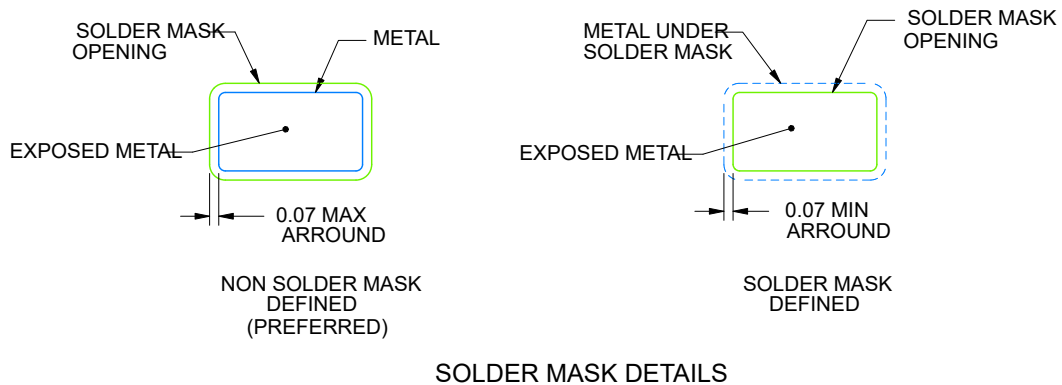 SOLDER MASK
OPENING
METAL
EXPOSED METAL
0.07 MAX
ARROUND
NON SOLDER MASK
DEFINED
(PREFERRED)
METAL UNDER
SOLDER MASK
SOLDER MASK
OPENING
EXPOSED METAL
0.07 MIN
ARROUND
SOLDER MASK
DEFINED
SOLDER MASK DETAILS